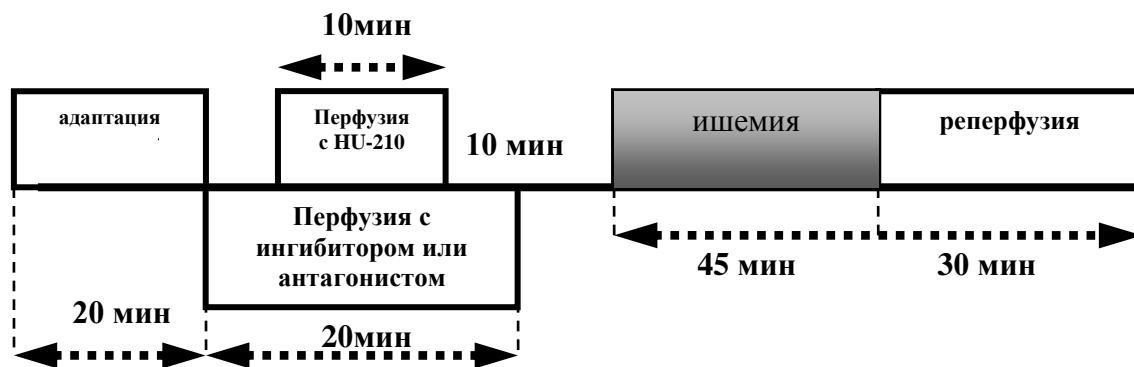 10мин
адаптация
Перфузия
с HU-210
10 мин
ишемия
реперфузия
Перфузия с
ингибитором или
антагонистом
45 мин
30 мин
20 мин
20мин